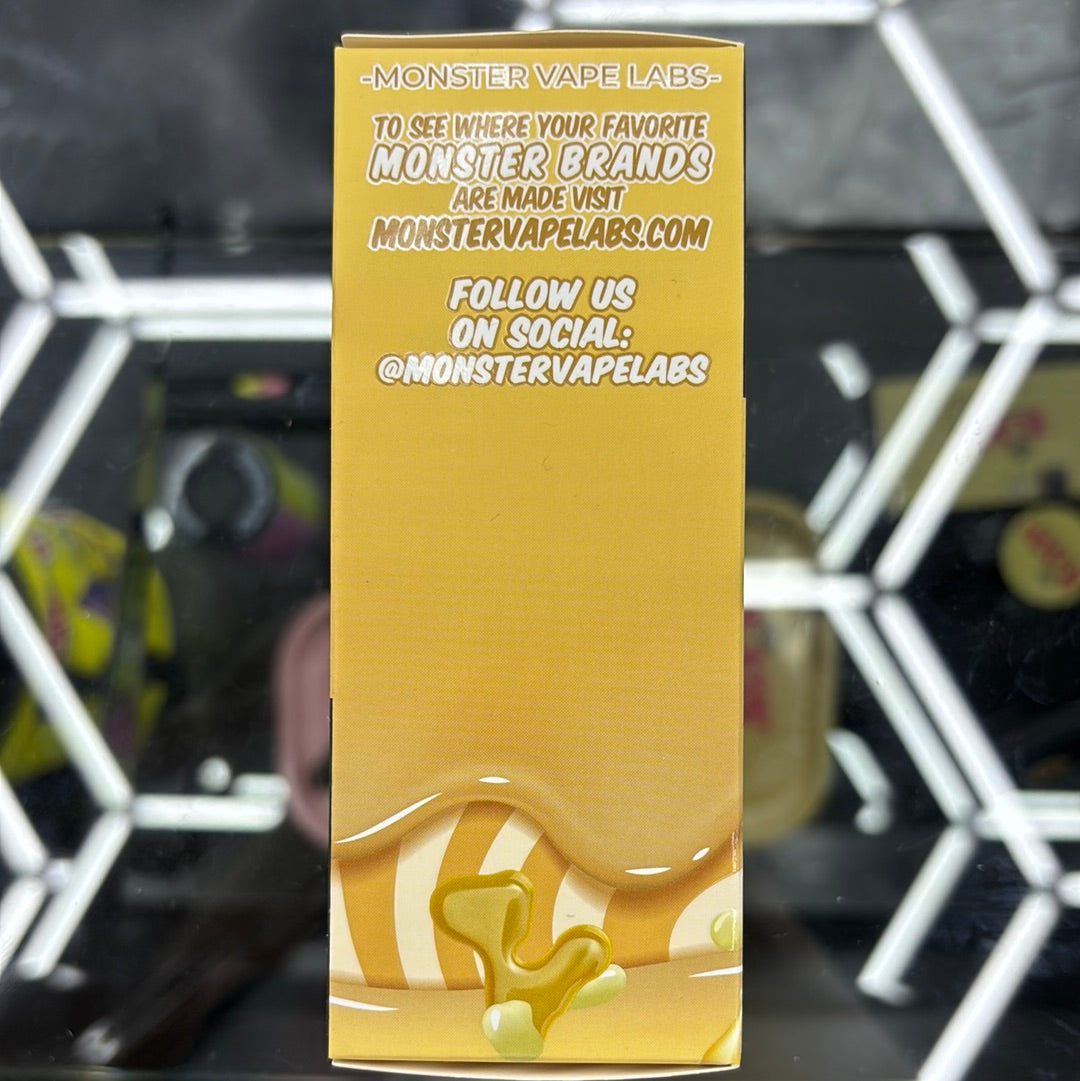 -MONSTER VAPE LABS-
TO SEE WHERE YOUR FAVORITE
MONSTER BRANDS
ARE MADE VISIT
MONSTERVAPELABS.COM
FOLLOW US
ON SOCIAL:
@MONSTERVAPELABS